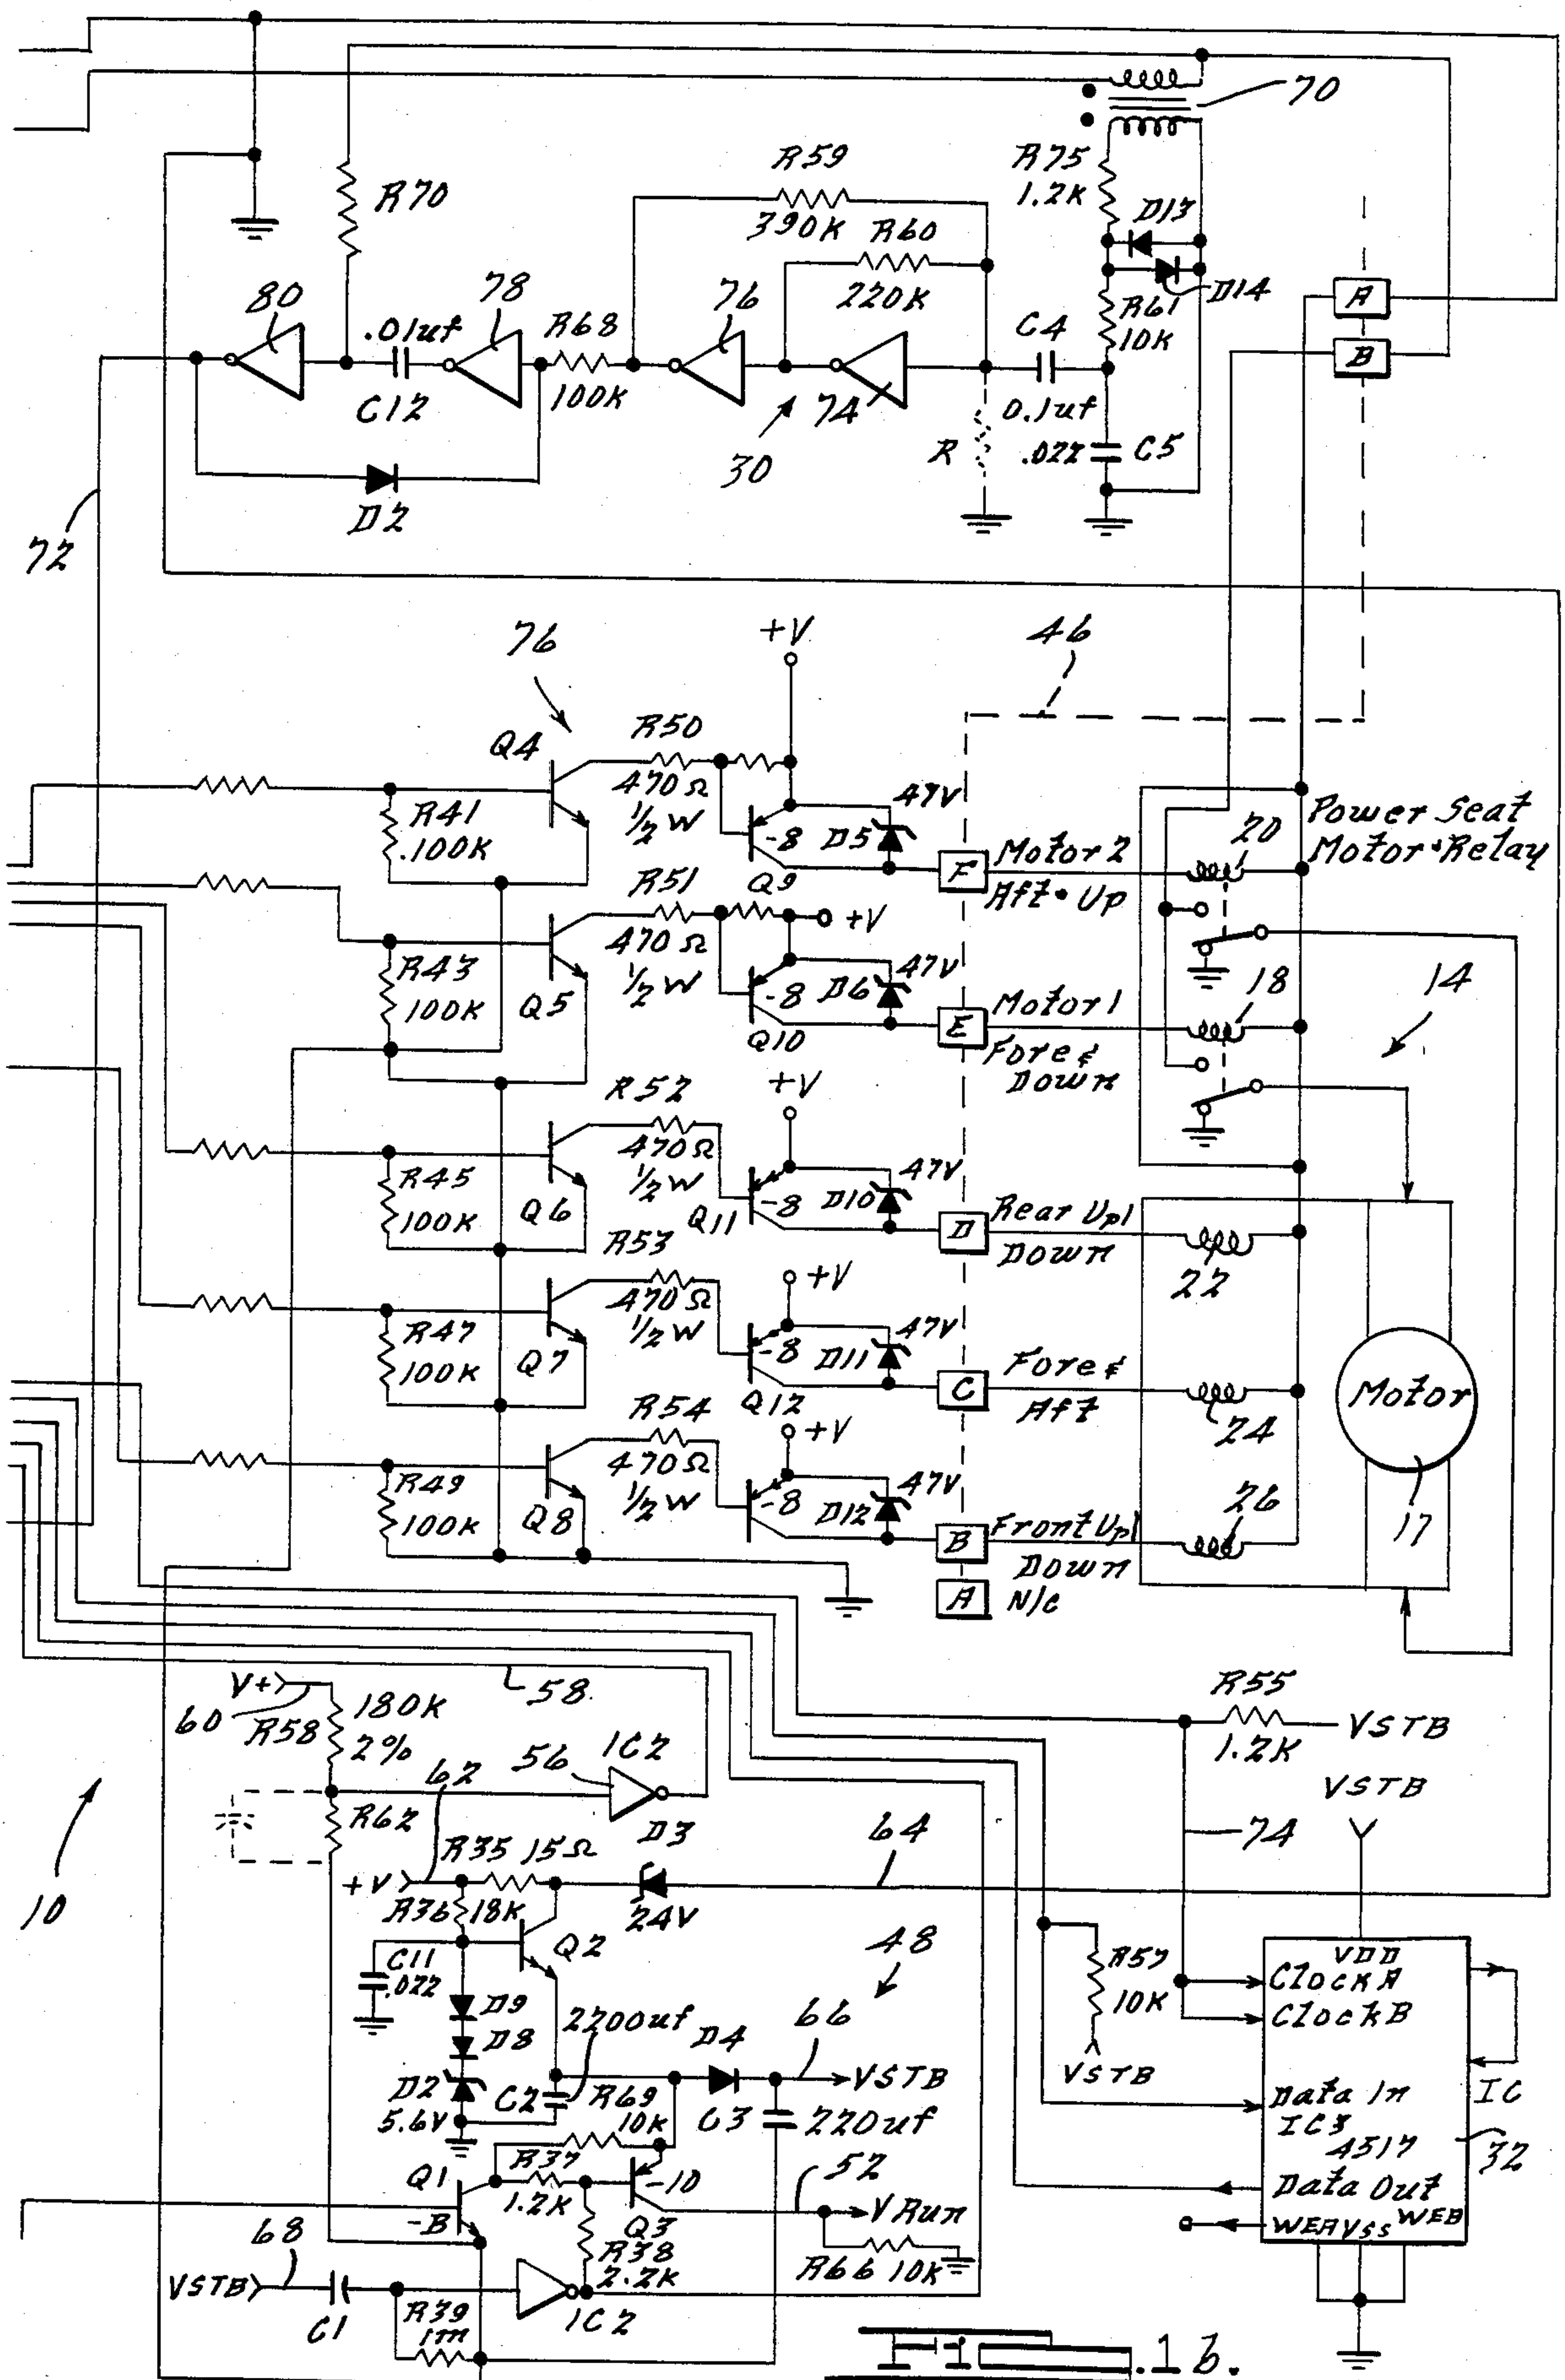 70
R59
R75
1.2K
R70
390K
R60
D13
220K
D14
A
80
78
76
.01uf
R68
C4
R61
10K
B
C12
100K
74
0.1uf
30
R
.022
C5
D2
72
76
+V
46
Q4
R50
470Ω
1/2 W
47V
Power Seat
Motor & Relay
R41
.100K
-8
D5
F
Motor 2
20
Q9
Aft • Up
R51
+V
470Ω
1/2 W
47V
R43
100K
Q5
-8
D6
18
14
Q10
E
Motor 1
Fore &
Down
R52
+V
470Ω
1/2 W
47V
R45
100K
Q6
Q11
-8
D10
D
Rear Up/
Down
R53
22
+V
470Ω
1/2 W
47V
R47
100K
Q7
-8
D11
C
Fore &
Aft
Q12
24
Motor
R54
+V
470Ω
1/2 W
47V
R49
100K
Q8
-8
D12
26
17
B
Front Up/
Down
A
N/C
V+
58
60
R58
180K
2%
R55
1.2K
VSTB
56
IC2
62
VSTB
R62
D3
64
74
R35 15Ω
+V
10
R36
18K
24V
Q2
48
C11
.022
R57
10K
VDD
Clock A
Clock B
D9
2200uf
D4
66
D8
VSTB
VSTB
D2
5.6V
C2
R69
10K
C3
220uf
Data In
IC3
4517
IC
32
Q1
R37
1.2K
-10
52
Data Out
-B
Q3
V Run
WEA VSS WEB
68
R38
2.2K
R66 10K
VSTB
C1
R39
1m
IC2
Fig. 1b.